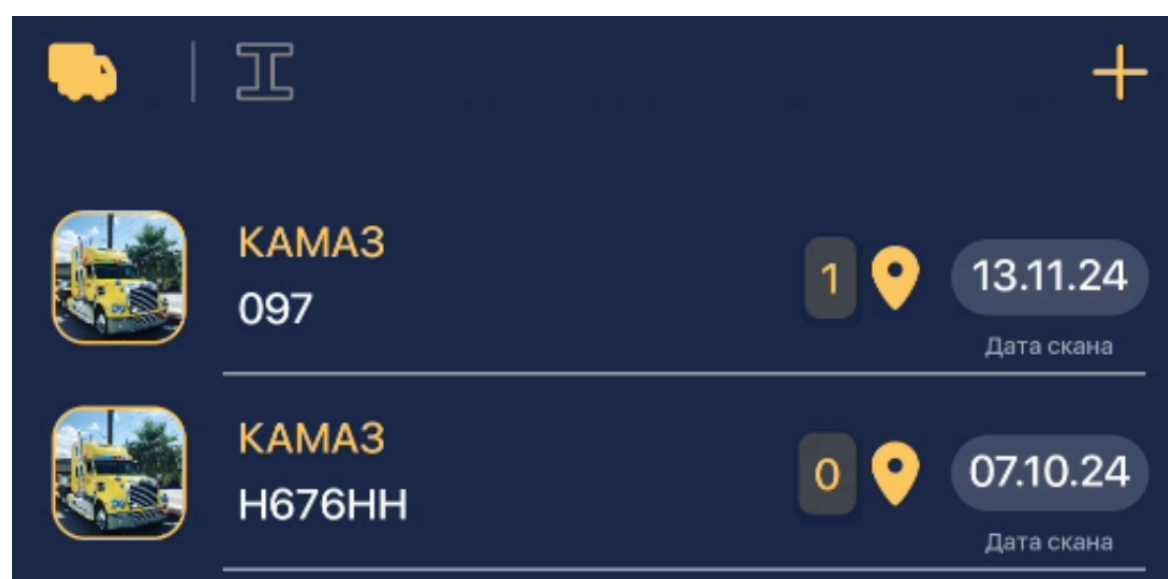 КАМАЗ
097
1
13.11.24
Дата скана
КАМАЗ
Н676НН
0
07.10.24
Дата скана